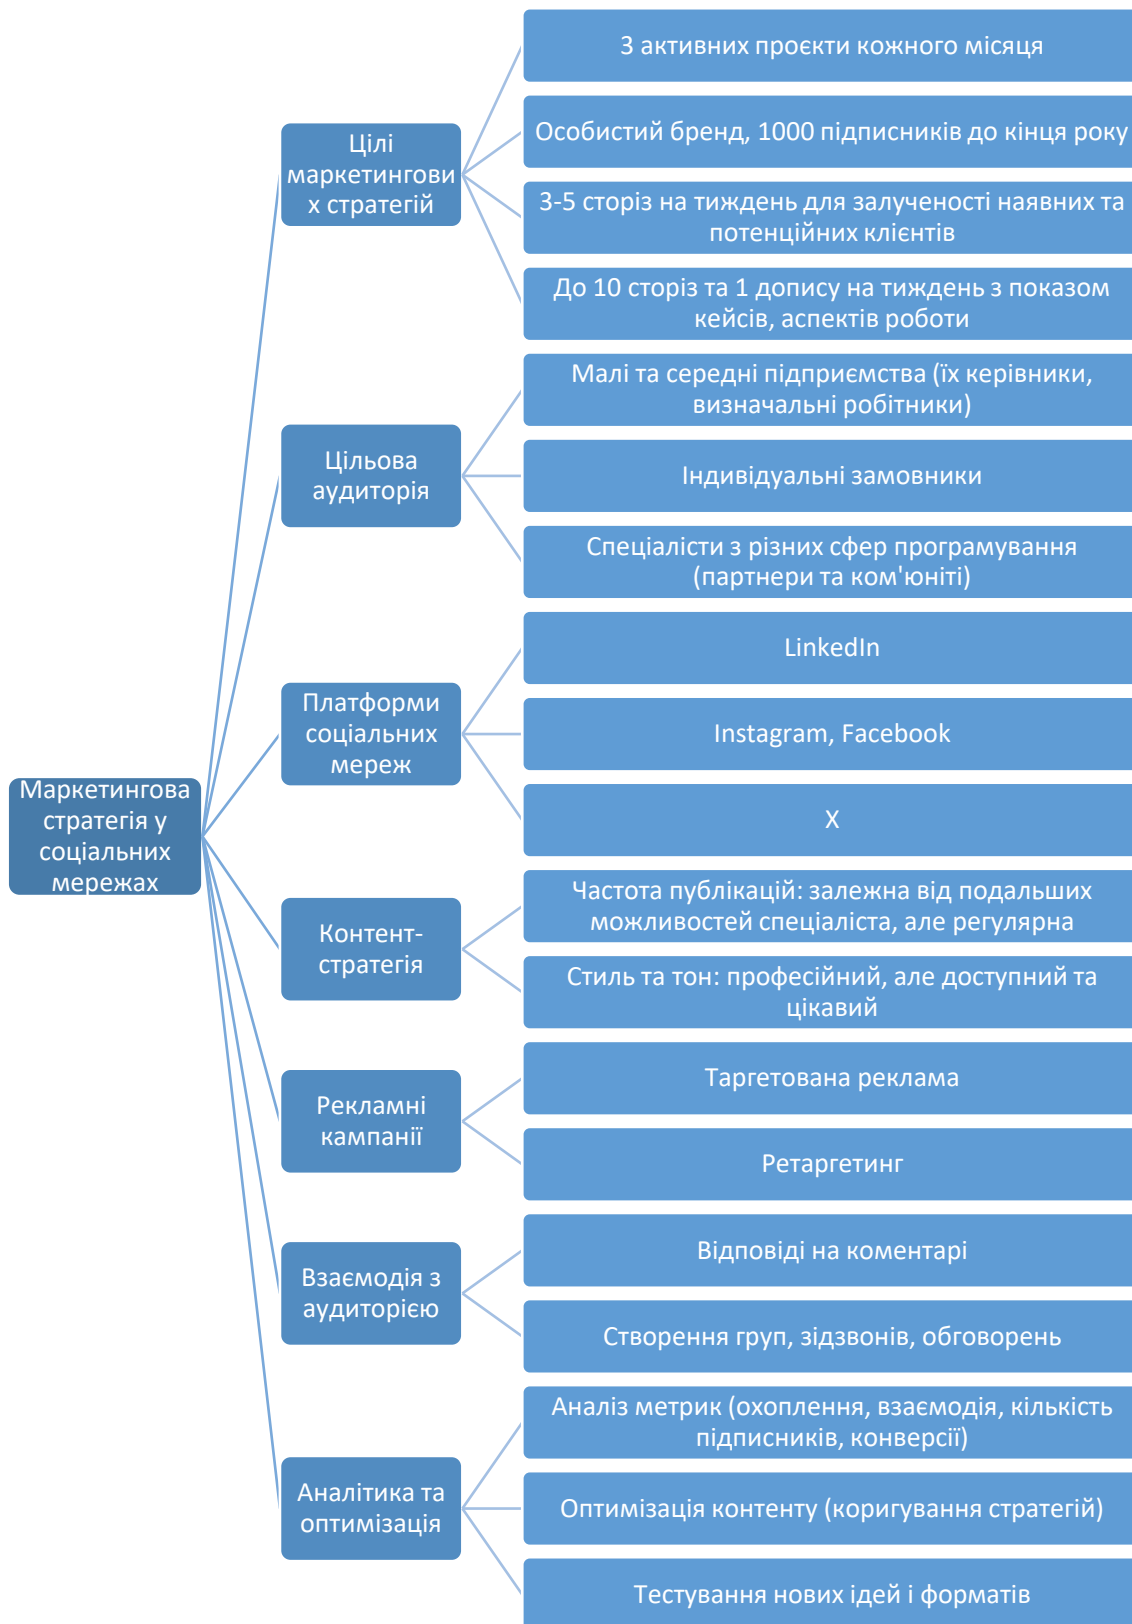 Маркетингова
стратегія у
соціальних
мережах
Цілі
маркетингови
х стратегій
3 активних проєкти кожного місяця
Особистий бренд, 1000 підписників до кінця року
3-5 сторіз на тиждень для залученості наявних та
потенційних клієнтів
До 10 сторіз та 1 допису на тиждень з показом
кейсів, аспектів роботи
Цільова
аудиторія
Малі та середні підприємства (їх керівники,
визначальні робітники)
Індивідуальні замовники
Спеціалісти з різних сфер програмування
(партнери та ком'юніті)
Платформи
соціальних
мереж
LinkedIn
Instagram, Facebook
X
Контент-
стратегія
Частота публікацій: залежна від подальших
можливостей спеціаліста, але регулярна
Стиль та тон: професійний, але доступний та
цікавий
Рекламні
кампанії
Таргетована реклама
Ретаргетинг
Взаємодія з
аудиторією
Відповіді на коментарі
Створення груп, зідзвонів, обговорень
Аналітика та
оптимізація
Аналіз метрик (охоплення, взаємодія, кількість
підписників, конверсії)
Оптимізація контенту (коригування стратегій)
Тестування нових ідей і форматів